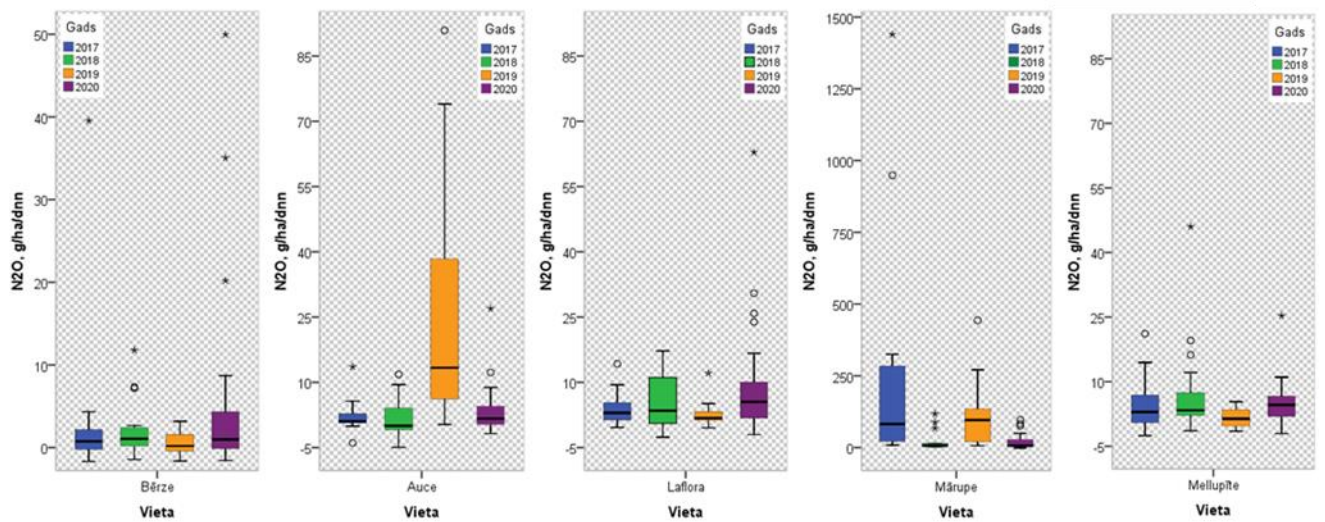 N2O, g/ha/dnn
50
40
30
20
10
0
Gads
2017
2018
2019
2020
Bērze
Vieta
N2O, g/ha/dnn
85
70
55
40
25
10
-5
Gads
2017
2018
2019
2020
Auce
Vieta
N2O, g/ha/dnn
85
70
55
40
25
10
-5
Gads
2017
2018
2019
2020
Laflora
Vieta
N2O, g/ha/dnn
1500
1250
1000
750
500
250
0
Gads
2017
2018
2019
2020
Mārupe
Vieta
N2O, g/ha/dnn
85
70
55
40
25
10
-5
Gads
2017
2018
2019
2020
Mellupīte
Vieta